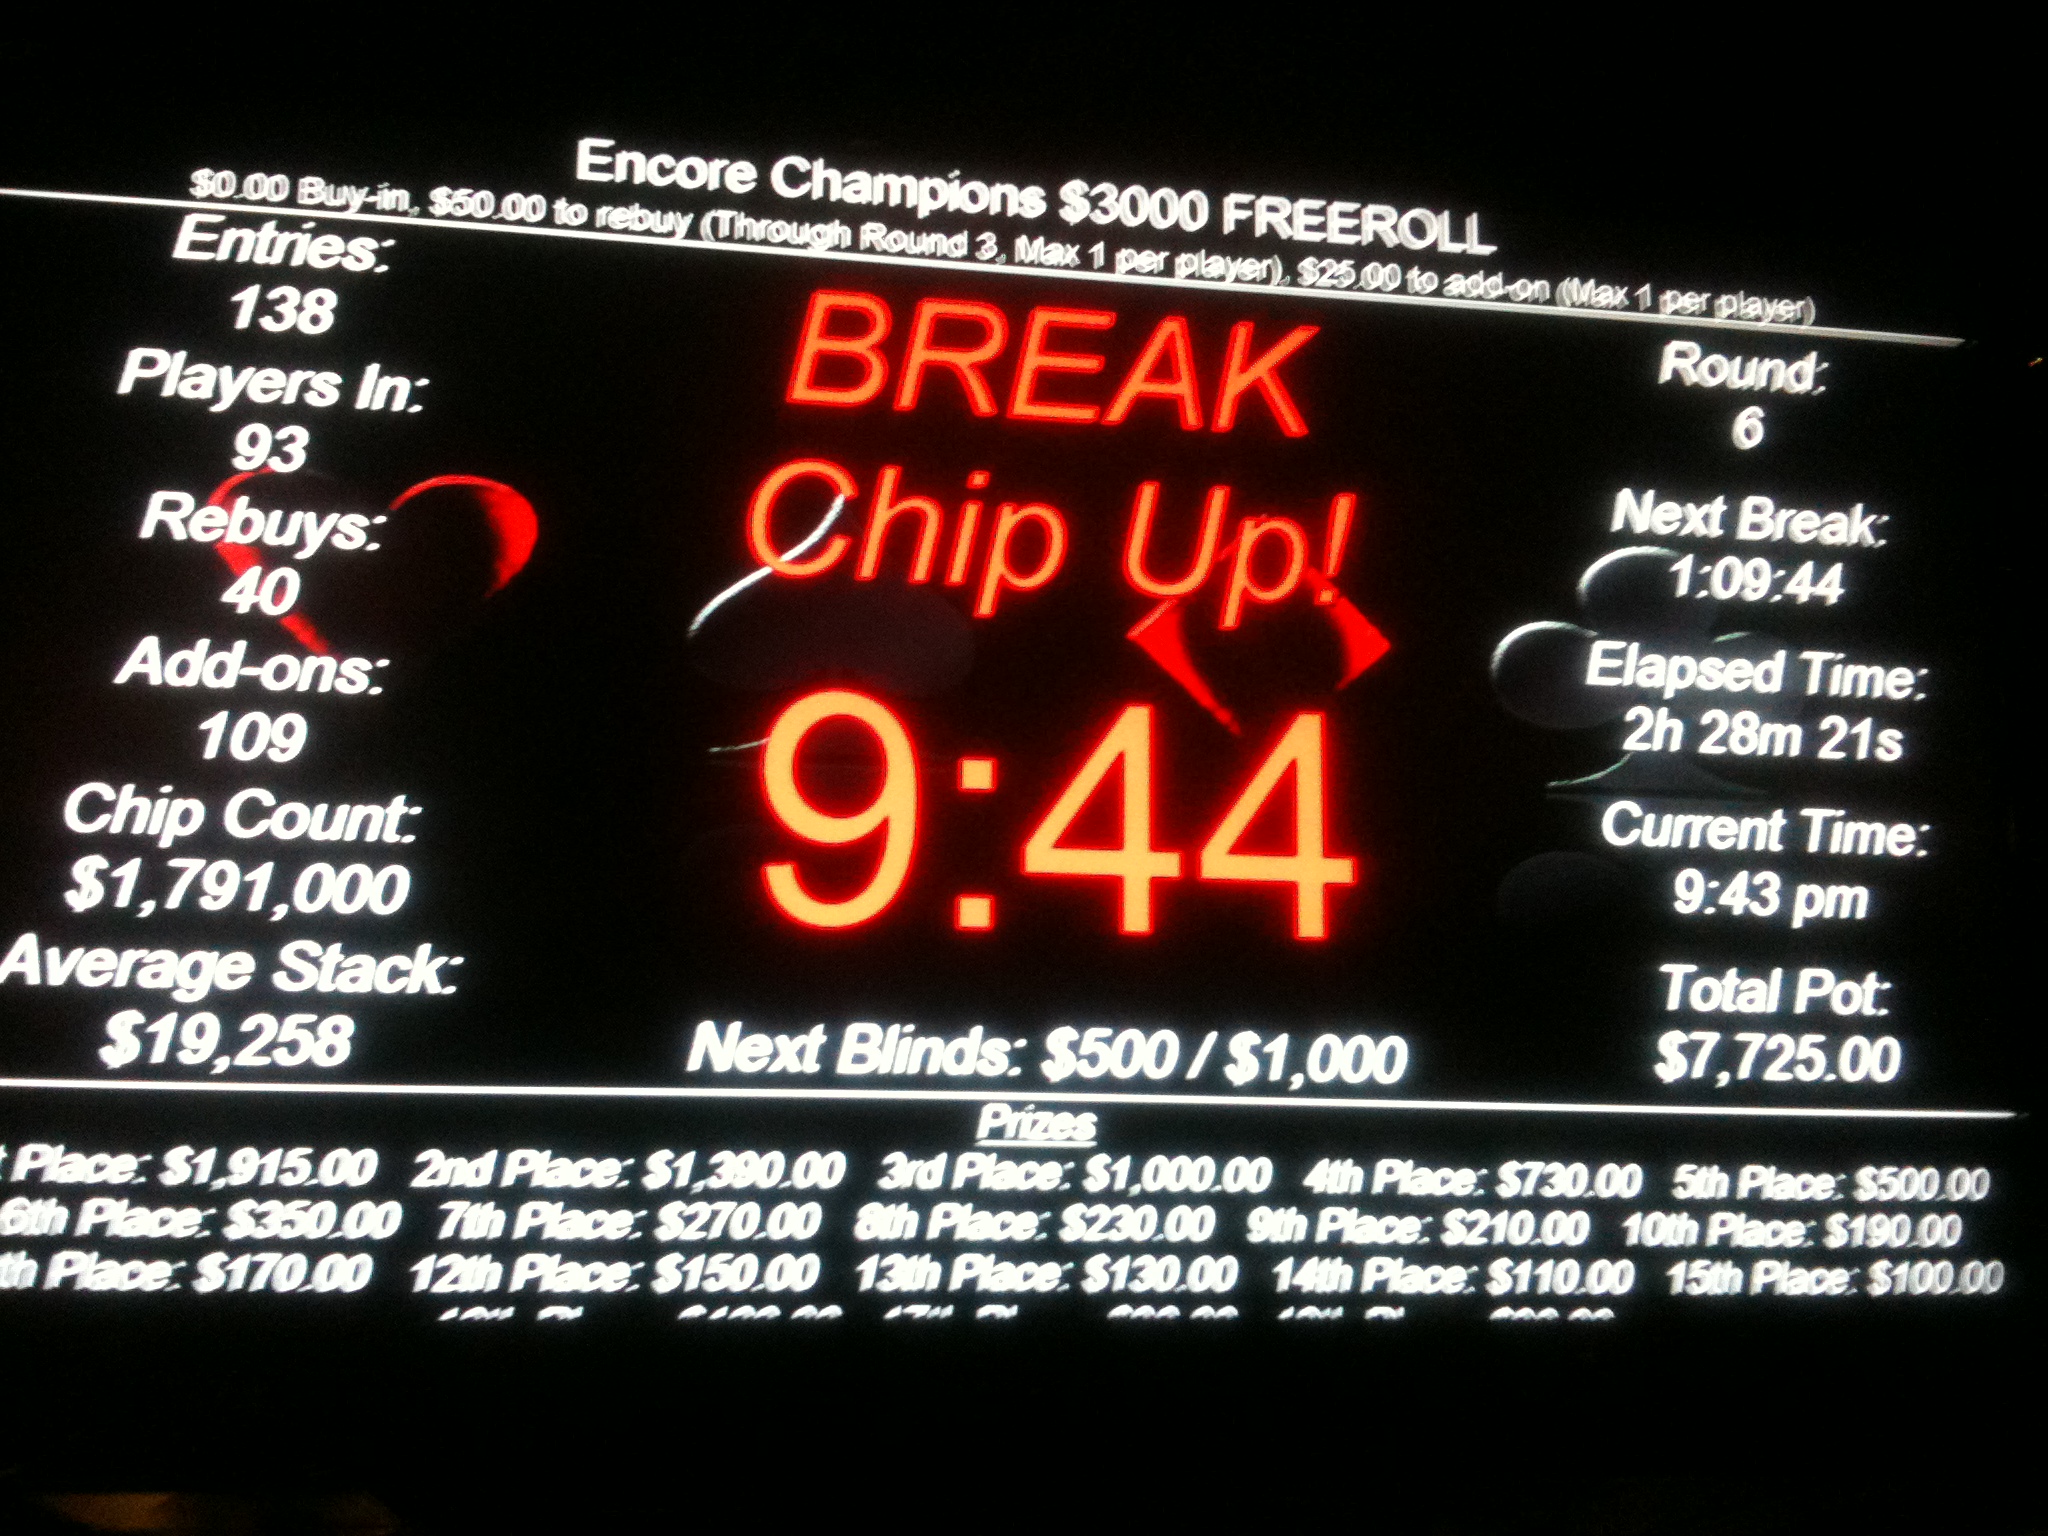 Encore Champions $3000 FREEROLL
$0.00 Buy-in, $50.00 to rebuy (Through Round 3, Max 1 per player), $25.00 to add-on (Max 1 per player)
Entries:
138
Players In:
93
Rebuys:
40
Add-ons:
109
Chip Count:
$1,791,000
Average Stack:
$19,258
BREAK
Chip Up!
9:44
Next Blinds: $500 / $1,000
Round:
6
Next Break:
1:09:44
Elapsed Time:
2h 28m 21s
Current Time:
9:43 pm
Total Pot:
$7,725.00
Prizes
Place: $1,915.00 2nd Place: $1,390.00 3rd Place: $1,000.00 4th Place: $730.00 5th Place: $500.00
6th Place: $350.00 7th Place: $270.00 8th Place: $230.00 9th Place: $210.00 10th Place: $190.00
th Place: $170.00 12th Place: $150.00 13th Place: $130.00 14th Place: $110.00 15th Place: $100.00